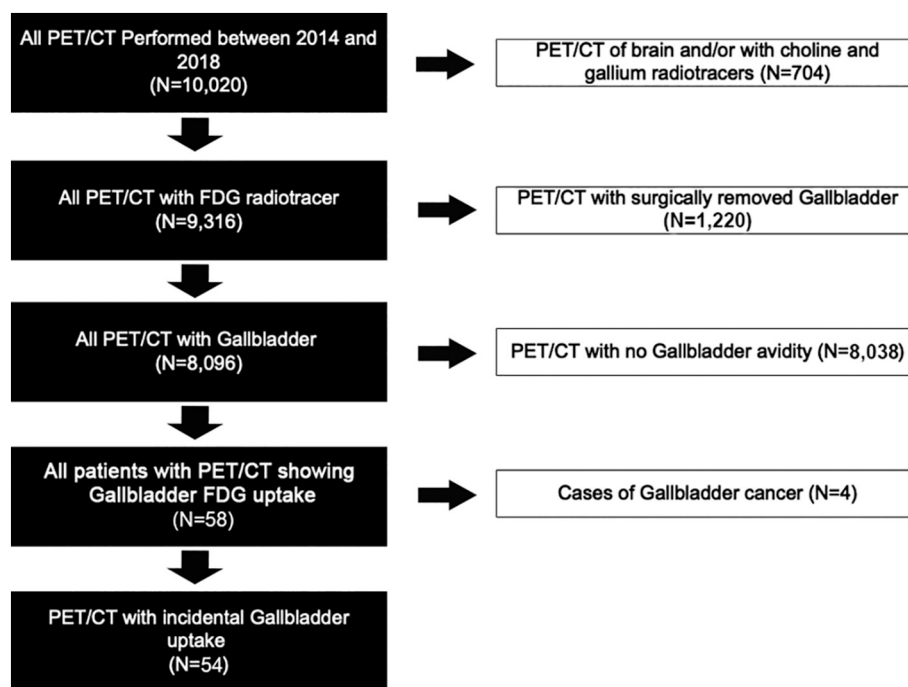 All PET/CT Performed between 2014 and
2018
(N=10,020)
PET/CT of brain and/or with choline and
gallium radiotracers (N=704)
All PET/CT with FDG radiotracer
(N=9,316)
PET/CT with surgically removed Gallbladder
(N=1,220)
All PET/CT with Gallbladder
(N=8,096)
PET/CT with no Gallbladder avidity (N=8,038)
All patients with PET/CT showing
Gallbladder FDG uptake
(N=58)
Cases of Gallbladder cancer (N=4)
PET/CT with incidental Gallbladder
uptake
(N=54)